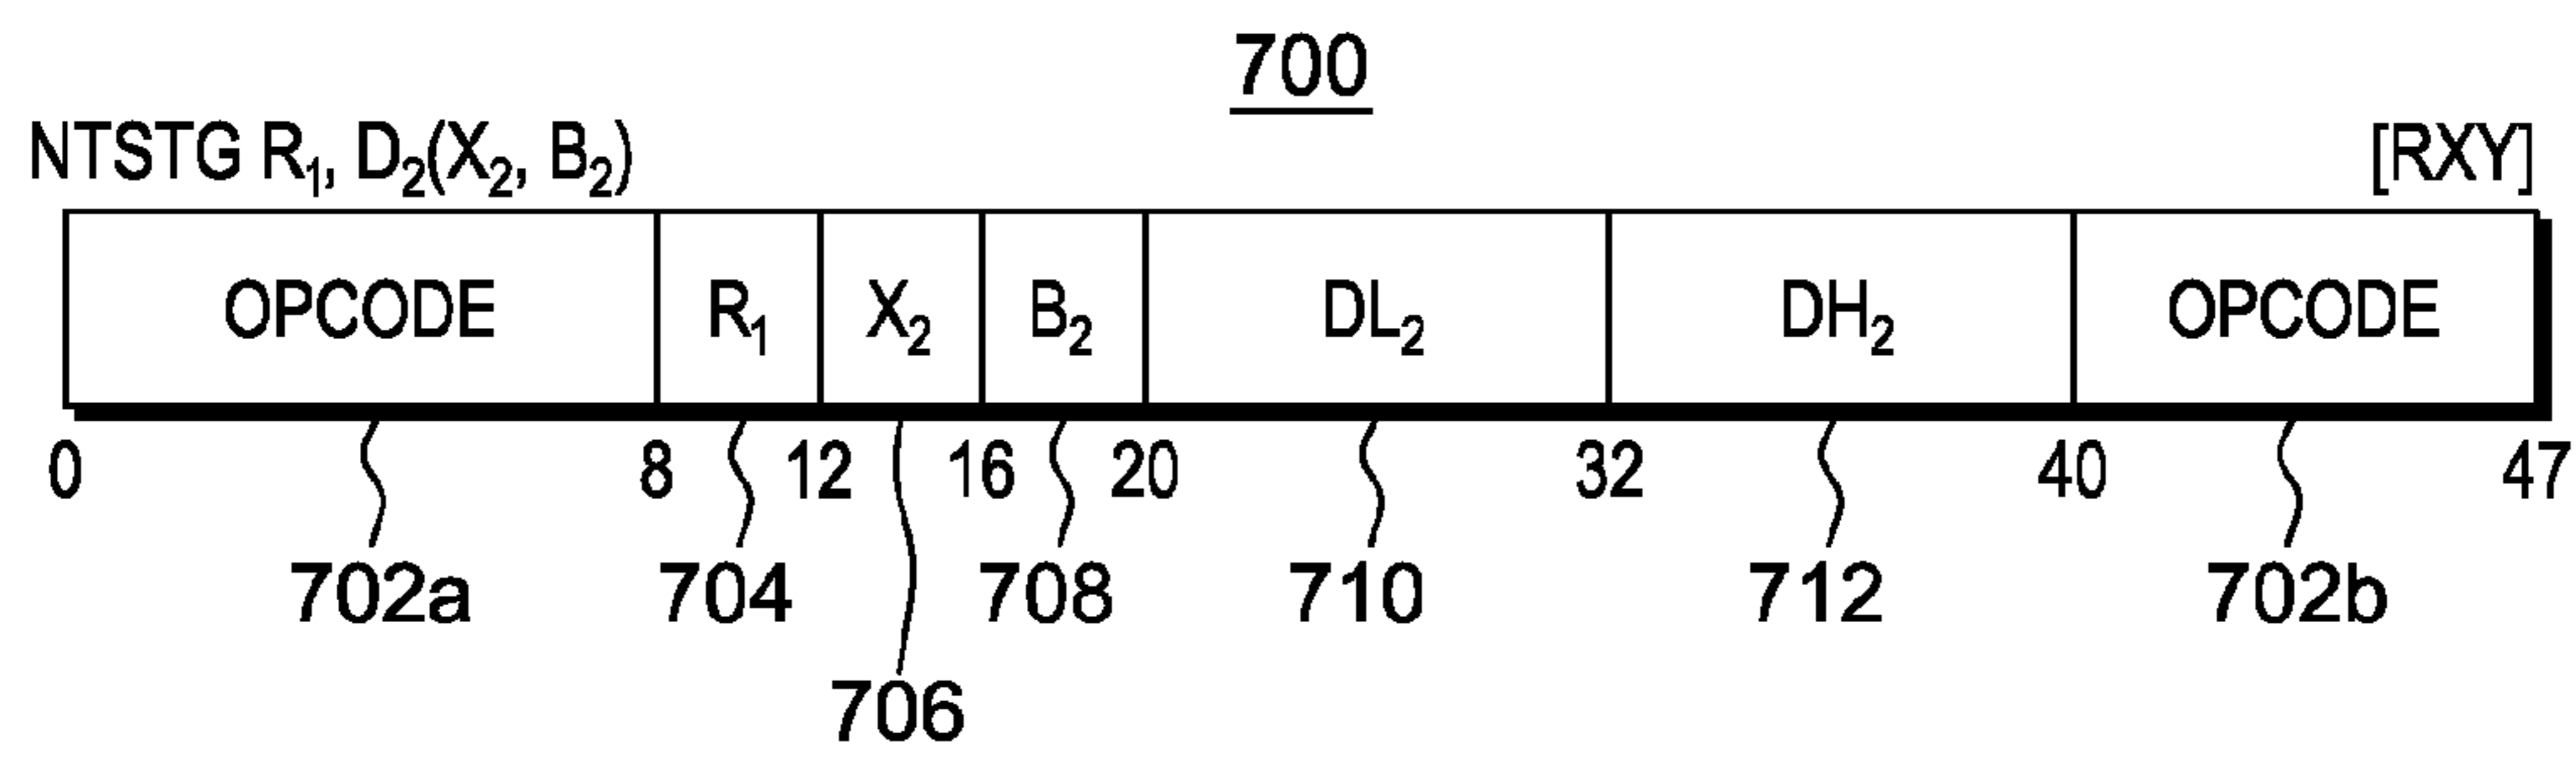 700
NTSTG R₁, D₂(X₂, B₂) [RXY]
OPCODE R₁ X₂ B₂ DL₂ DH₂ OPCODE
0 8 12 16 20 32 40 47
702a 704 708 710 712 702b
706